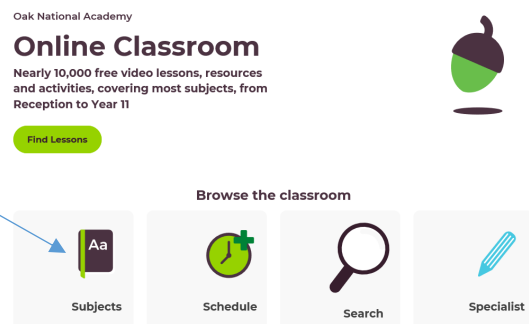 Oak National Academy
Online Classroom
Nearly 10,000 free video lessons, resources
and activities, covering most subjects, from
Reception to Year 11
Find Lessons
Browse the classroom
Aa
Subjects
Schedule
Search
Specialist